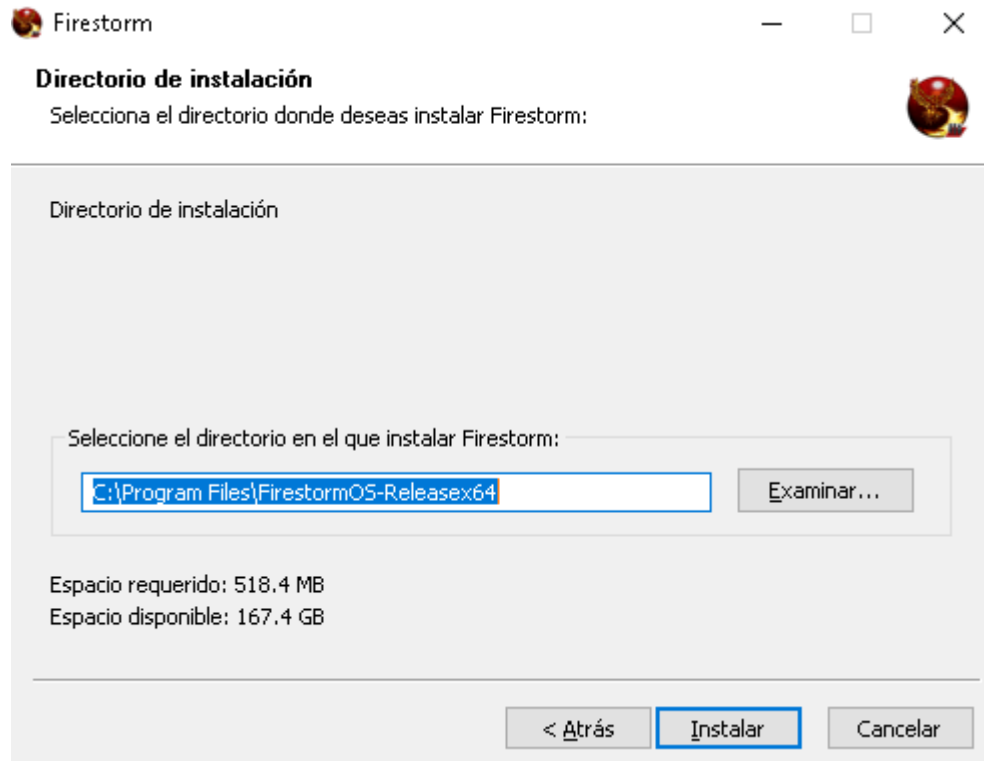 Firestorm
Directorio de instalación
Selecciona el directorio donde deseas instalar Firestorm:
Directorio de instalación
Seleccione el directorio en el que instalar Firestorm:
C:\Program Files\FirestormOS-Releasex64
Examinar...
Espacio requerido: 518.4 MB
Espacio disponible: 167.4 GB
< Atrás
Instalar
Cancelar